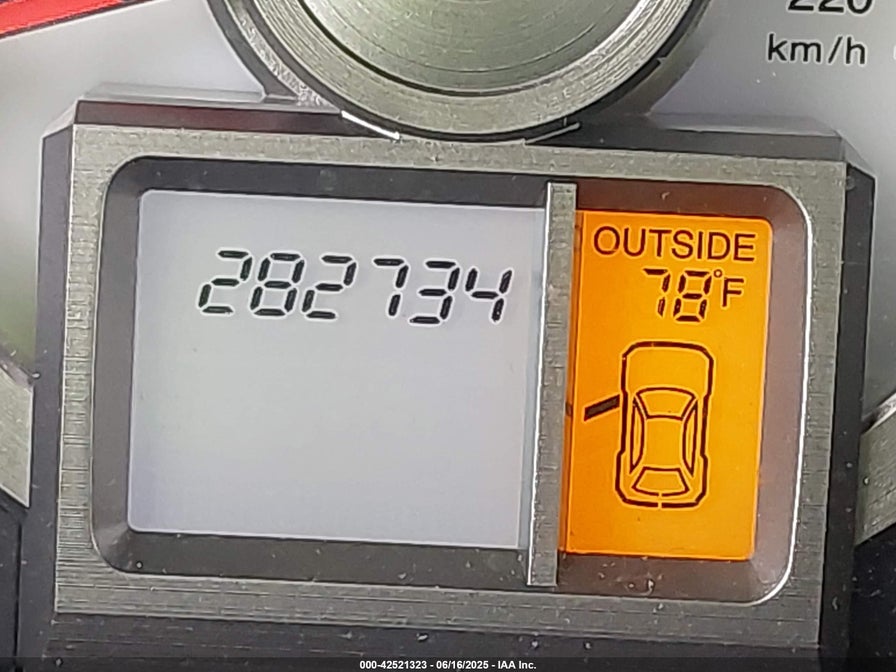 220
km/h
282734
OUTSIDE
78°F
000-42521323 - 06/16/2025 - IAA Inc.